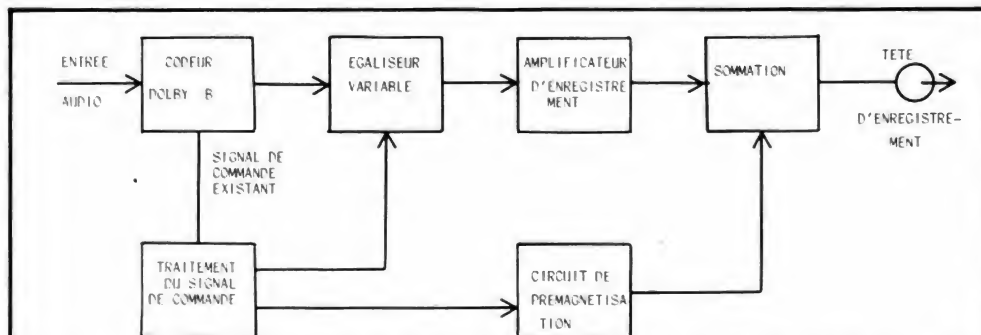 ENTREE
AUDIO
CODEUR
DOLBY B
EGALISEUR
VARIABLE
AMPLIFICATEUR
D'ENREGISTRE
MENT
SOMMATION
TETE
D'ENREGISTRE-
MENT
SIGNAL DE
COMMANDE
EXISTANT
TRAITEMENT
DU SIGNAL
DE COMMANDE
CIRCUIT DE
PREMAGNETISA
TION